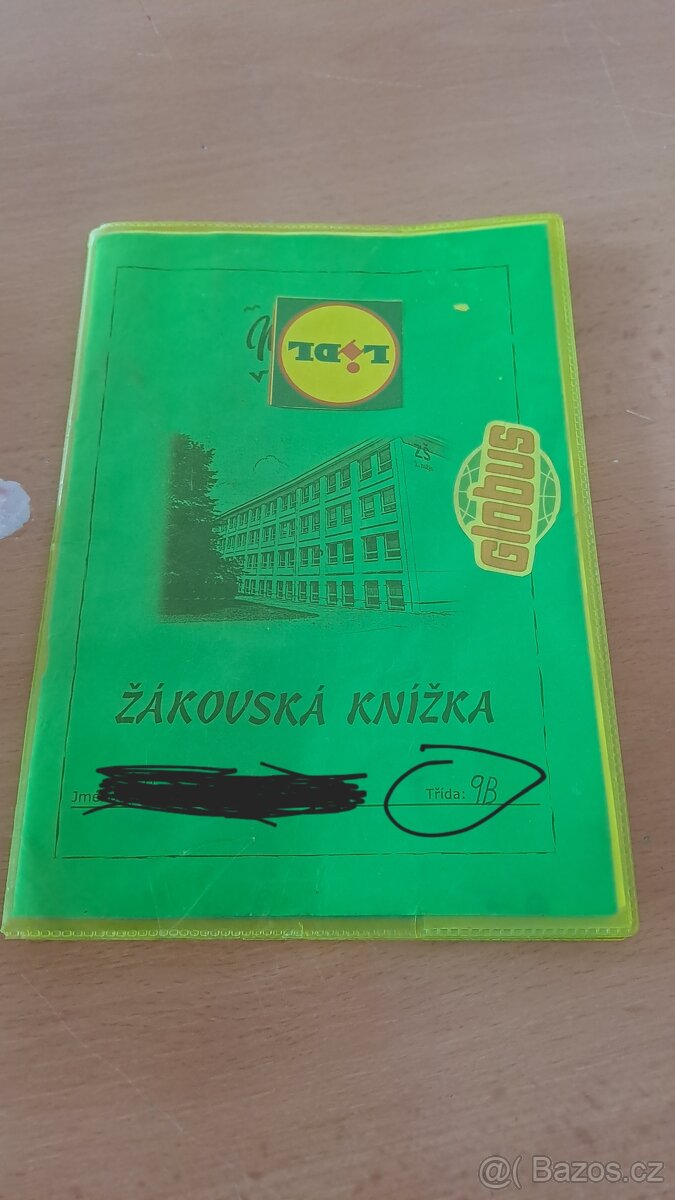 LIDL
ZŠ
Globus
ŽÁKOVSKÁ KNÍŽKA
Třída: 9B
@( Bazos.cz